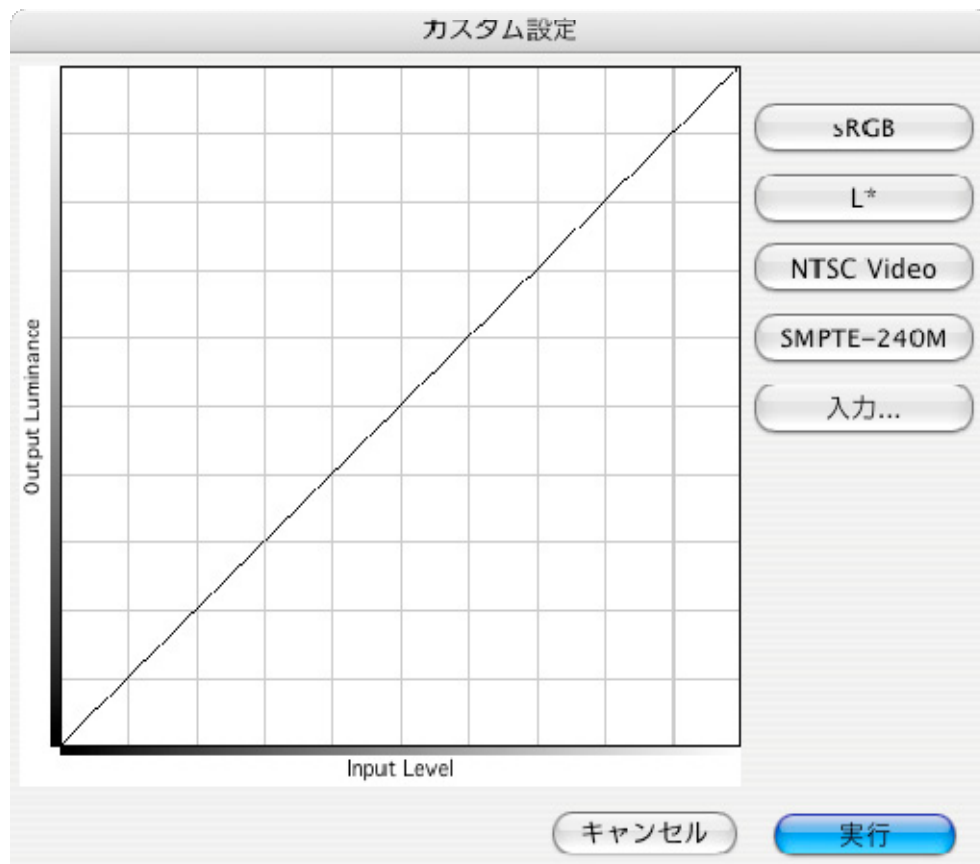 カスタム設定
sRGB
L*
NTSC Video
SMPTE-240M
入力...
Output Luminance
Input Level
キャンセル
実行